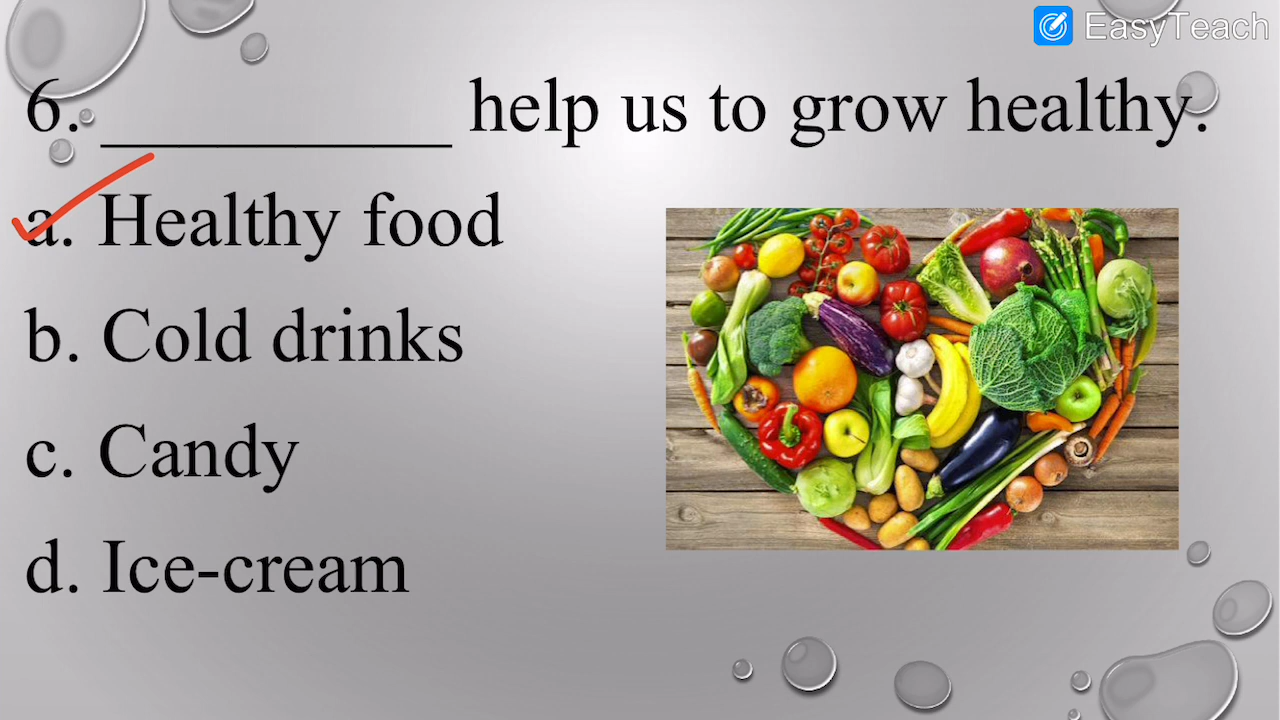 EasyTeach
6. __________ help us to grow healthy.
a. Healthy food
b. Cold drinks
c. Candy
d. Ice-cream